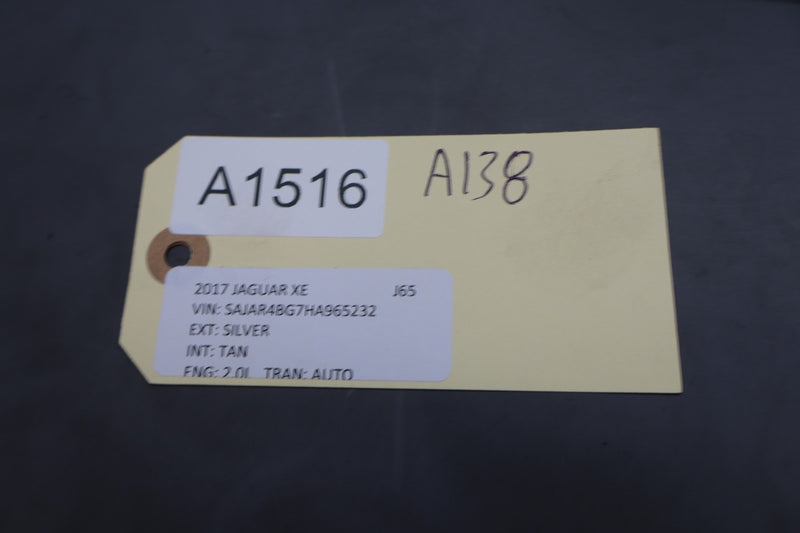 A1516
A138
2017 JAGUAR XE J65
VIN: SAJAR4BG7HA965232
EXT: SILVER
INT: TAN
ENG: 2.0L TRAN: AUTO